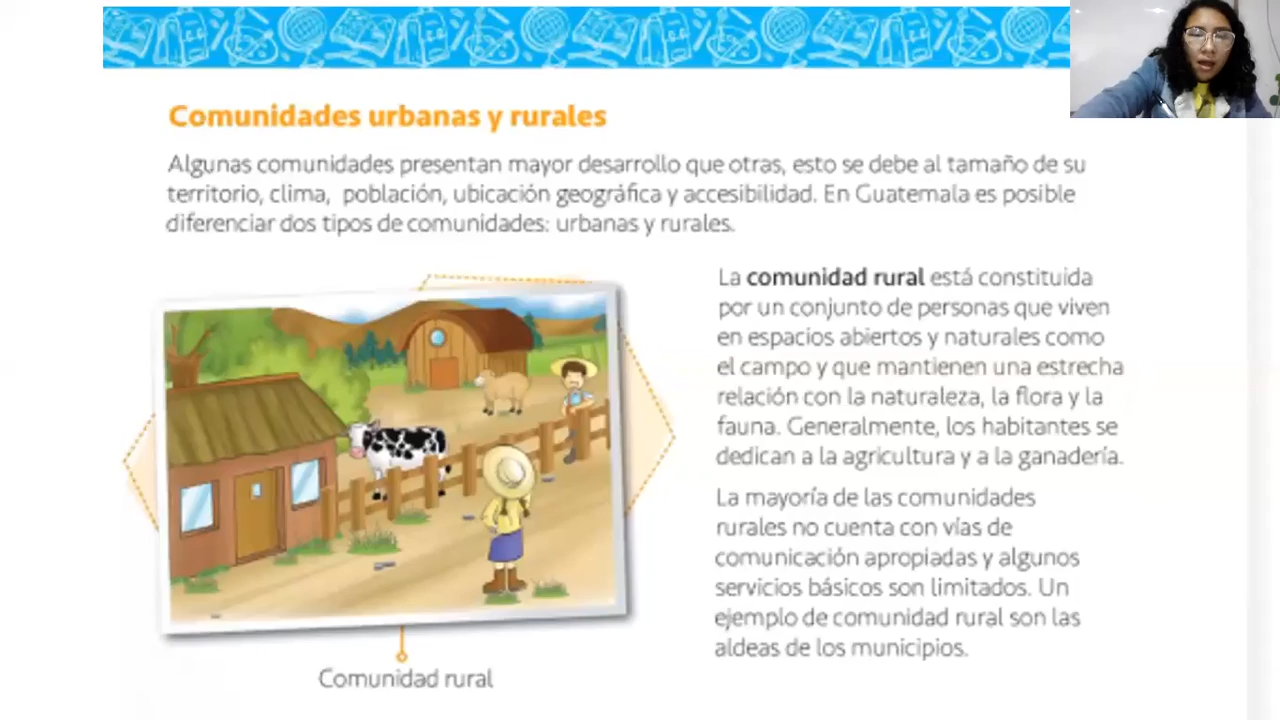 Comunidades urbanas y rurales
Algunas comunidades presentan mayor desarrollo que otras, esto se debe al tamaño de su
territorio, clima, población, ubicación geográfica y accesibilidad. En Guatemala es posible
diferenciar dos tipos de comunidades: urbanas y rurales.
La comunidad rural está constituida
por un conjunto de personas que viven
en espacios abiertos y naturales como
el campo y que mantienen una estrecha
relación con la naturaleza, la flora y la
fauna. Generalmente, los habitantes se
dedican a la agricultura y a la ganadería.
La mayoría de las comunidades
rurales no cuenta con vías de
comunicación apropiadas y algunos
servicios básicos son limitados. Un
ejemplo de comunidad rural son las
aldeas de los municipios.
Comunidad rural